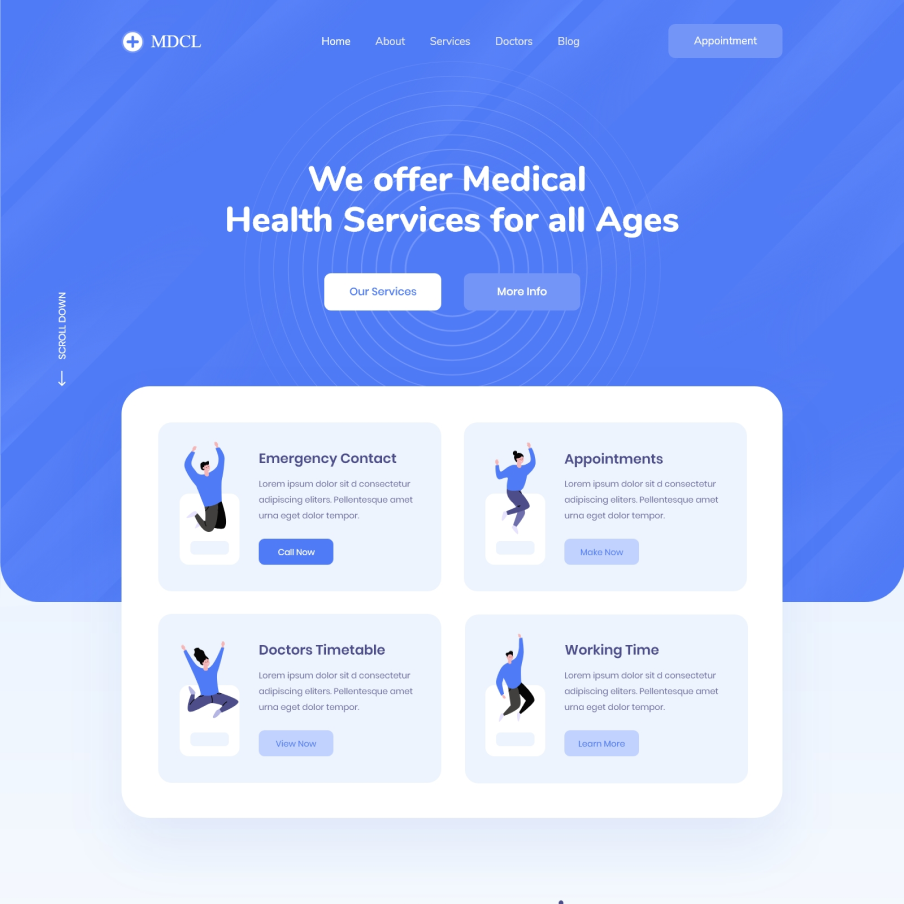 MDCL
Home
About
Services
Doctors
Blog
Appointment
We offer Medical
Health Services for all Ages
Our Services
More Info
SCROLL DOWN
Emergency Contact
Lorem ipsum dolor sit d consectetur
adipiscing eliters. Pellentesque amet
urna eget dolor tempor.
Call Now
Appointments
Lorem ipsum dolor sit d consectetur
adipiscing eliters. Pellentesque amet
urna eget dolor tempor.
Make Now
Doctors Timetable
Lorem ipsum dolor sit d consectetur
adipiscing eliters. Pellentesque amet
urna eget dolor tempor.
View Now
Working Time
Lorem ipsum dolor sit d consectetur
adipiscing eliters. Pellentesque amet
urna eget dolor tempor.
Learn More